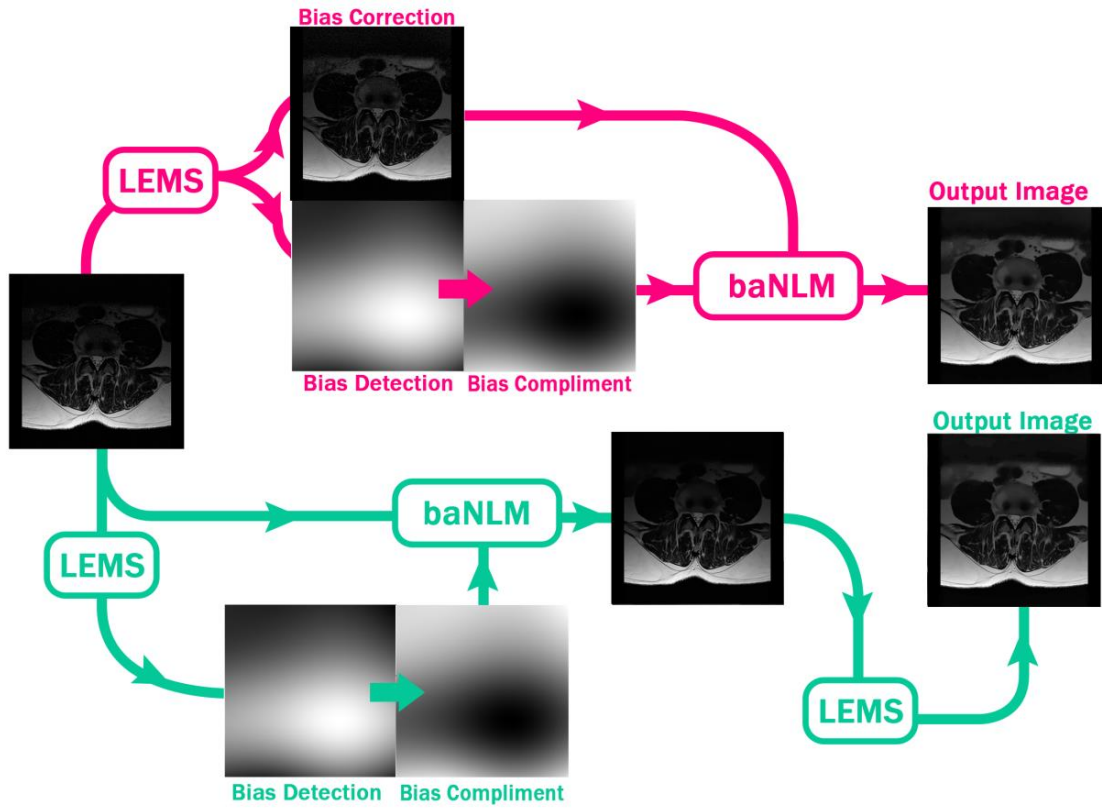 Bias Correction
LEMS
Output Image
baNLM
Bias Detection
Bias Compliment
Output Image
baNLM
LEMS
LEMS
Bias Detection
Bias Compliment